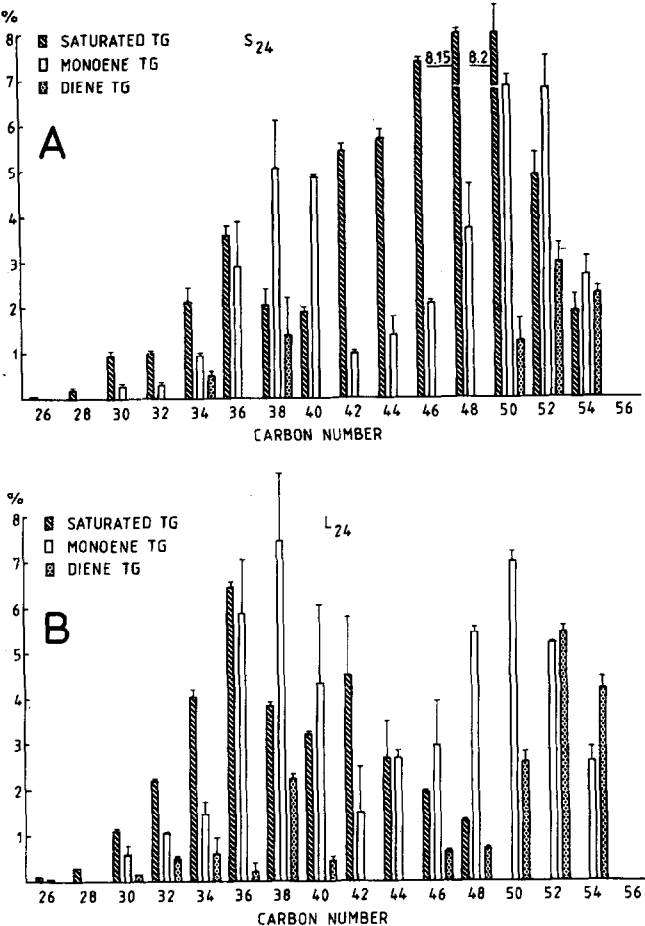 %
8
SATURATED TG
MONOENE TG
DIENE TG
S24
8.15 8.2
7
A
6
5
4
3
2
1
26 28 30 32 34 36 38 40 42 44 46 48 50 52 54 56
CARBON NUMBER
%
8
SATURATED TG
MONOENE TG
DIENE TG
L24
7
B
6
5
4
3
2
1
26 28 30 32 34 36 38 40 42 44 46 48 50 52 54 56
CARBON NUMBER